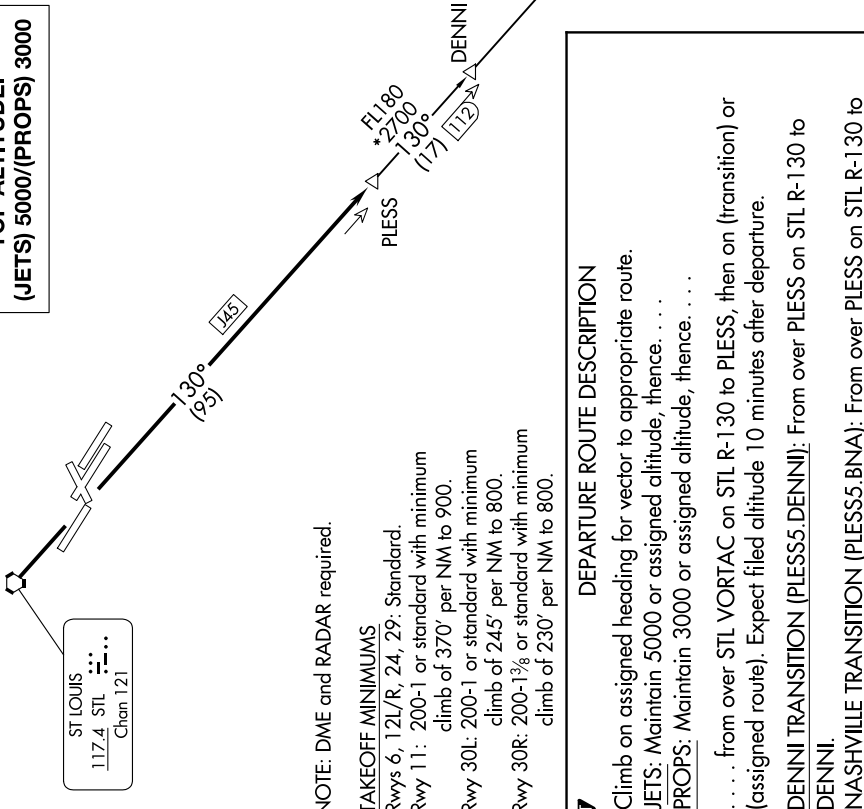 TOP ALTITUDE:
(JETS) 5000/(PROPS) 3000
DENNI
FL180
*2700
130°
(17)
112
PLESS
J45
130°
(95)
ST LOUIS
117.4 STL
Chan 121
NOTE: DME and RADAR required.
TAKEOFF MINIMUMS
Rwys 6, 12L/R, 24, 29: Standard.
Rwy 11: 200-1 or standard with minimum
climb of 370' per NM to 900.
Rwy 30L: 200-1 or standard with minimum
climb of 245' per NM to 800.
Rwy 30R: 200-1⅜ or standard with minimum
climb of 230' per NM to 800.
DEPARTURE ROUTE DESCRIPTION
Climb on assigned heading for vector to appropriate route.
JETS: Maintain 5000 or assigned altitude, thence. . . .
PROPS: Maintain 3000 or assigned altitude, thence. . . .
. . . . from over STL VORTAC on STL R-130 to PLESS, then on (transition) or
(assigned route). Expect filed altitude 10 minutes after departure.
DENNI TRANSITION (PLESS5.DENNI): From over PLESS on STL R-130 to
DENNI.
NASHVILLE TRANSITION (PLESS5.BNA): From over PLESS on STL R-130 to